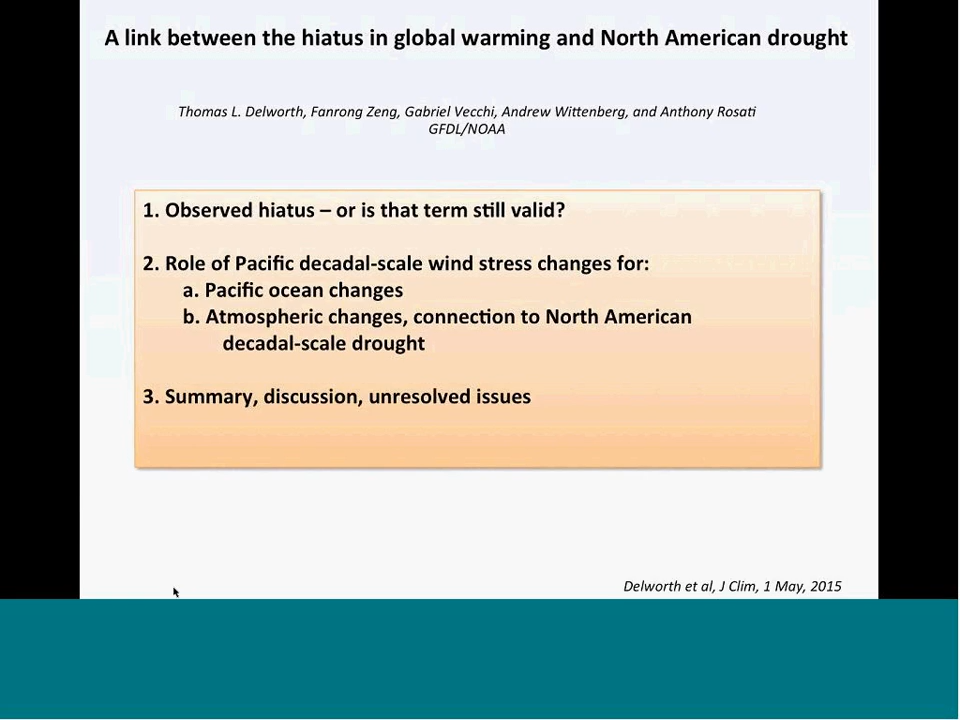 A link between the hiatus in global warming and North American drought
Thomas L. Delworth, Fanrong Zeng, Gabriel Vecchi, Andrew Wittenberg, and Anthony Rosati
GFDL/NOAA
1. Observed hiatus – or is that term still valid?
2. Role of Pacific decadal-scale wind stress changes for:
a. Pacific ocean changes
b. Atmospheric changes, connection to North American
decadal-scale drought
3. Summary, discussion, unresolved issues
Delworth et al, J Clim, 1 May, 2015